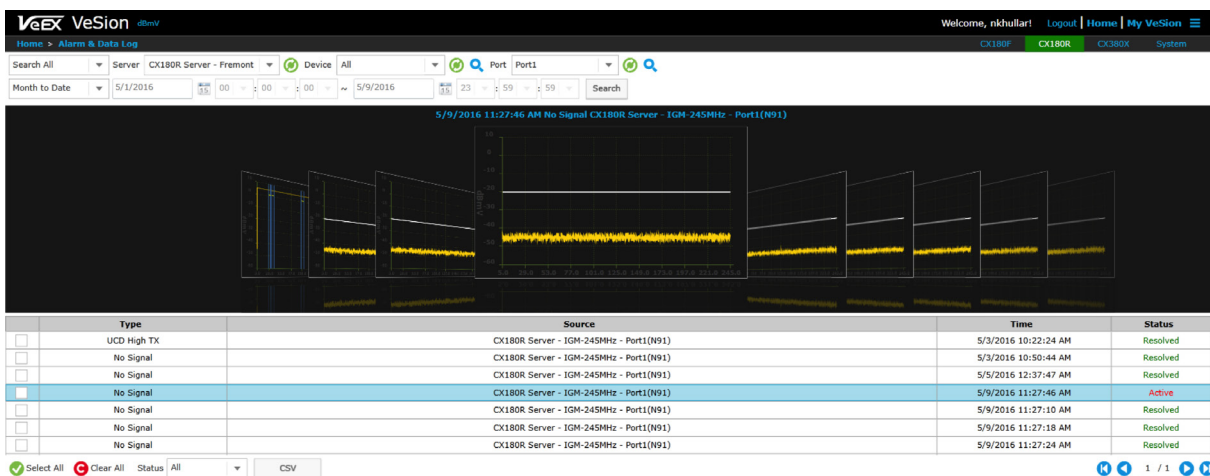 VeEX VeSion dBmV Welcome, nkhullar! Logout | Home | My VeSion
Home > Alarm & Data Log CX180F CX180R CX380X System
Search All Server CX180R Server - Fremont Device All Port Port1
Month to Date 5/1/2016 15 00 : 00 : 00 ~ 5/9/2016 15 23 : 59 : 59 Search
5/9/2016 11:27:46 AM No Signal CX180R Server - IGM-245MHz - Port1(N91)
Type Source Time Status
UCD High TX CX180R Server - IGM-245MHz - Port1(N91) 5/3/2016 10:22:24 AM Resolved
No Signal CX180R Server - IGM-245MHz - Port1(N91) 5/3/2016 10:50:44 AM Resolved
No Signal CX180R Server - IGM-245MHz - Port1(N91) 5/5/2016 12:37:47 AM Resolved
No Signal CX180R Server - IGM-245MHz - Port1(N91) 5/9/2016 11:27:46 AM Active
No Signal CX180R Server - IGM-245MHz - Port1(N91) 5/9/2016 11:27:10 AM Resolved
No Signal CX180R Server - IGM-245MHz - Port1(N91) 5/9/2016 11:27:18 AM Resolved
No Signal CX180R Server - IGM-245MHz - Port1(N91) 5/9/2016 11:27:24 AM Resolved
Select All C Clear All Status All CSV 1 / 1